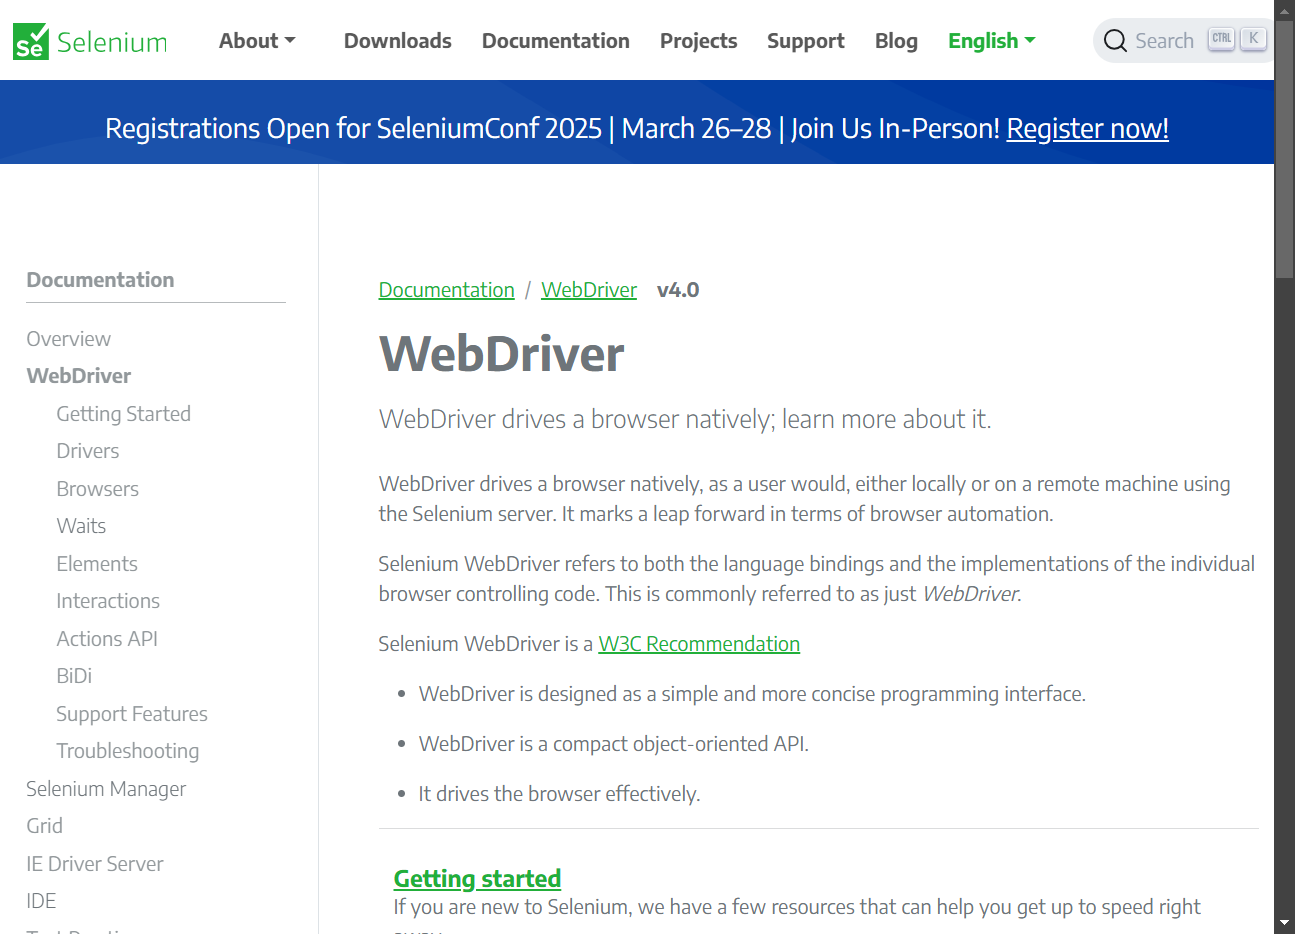 se Selenium
About
Downloads
Documentation
Projects
Support
Blog
English
Search
CTRL
K
Registrations Open for SeleniumConf 2025 | March 26–28 | Join Us In-Person! Register now!
Documentation
Overview
WebDriver
Getting Started
Drivers
Browsers
Waits
Elements
Interactions
Actions API
BiDi
Support Features
Troubleshooting
Selenium Manager
Grid
IE Driver Server
IDE
Documentation / WebDriver v4.0
WebDriver
WebDriver drives a browser natively; learn more about it.
WebDriver drives a browser natively, as a user would, either locally or on a remote machine using
the Selenium server. It marks a leap forward in terms of browser automation.
Selenium WebDriver refers to both the language bindings and the implementations of the individual
browser controlling code. This is commonly referred to as just WebDriver.
Selenium WebDriver is a W3C Recommendation
• WebDriver is designed as a simple and more concise programming interface.
• WebDriver is a compact object-oriented API.
• It drives the browser effectively.
Getting started
If you are new to Selenium, we have a few resources that can help you get up to speed right